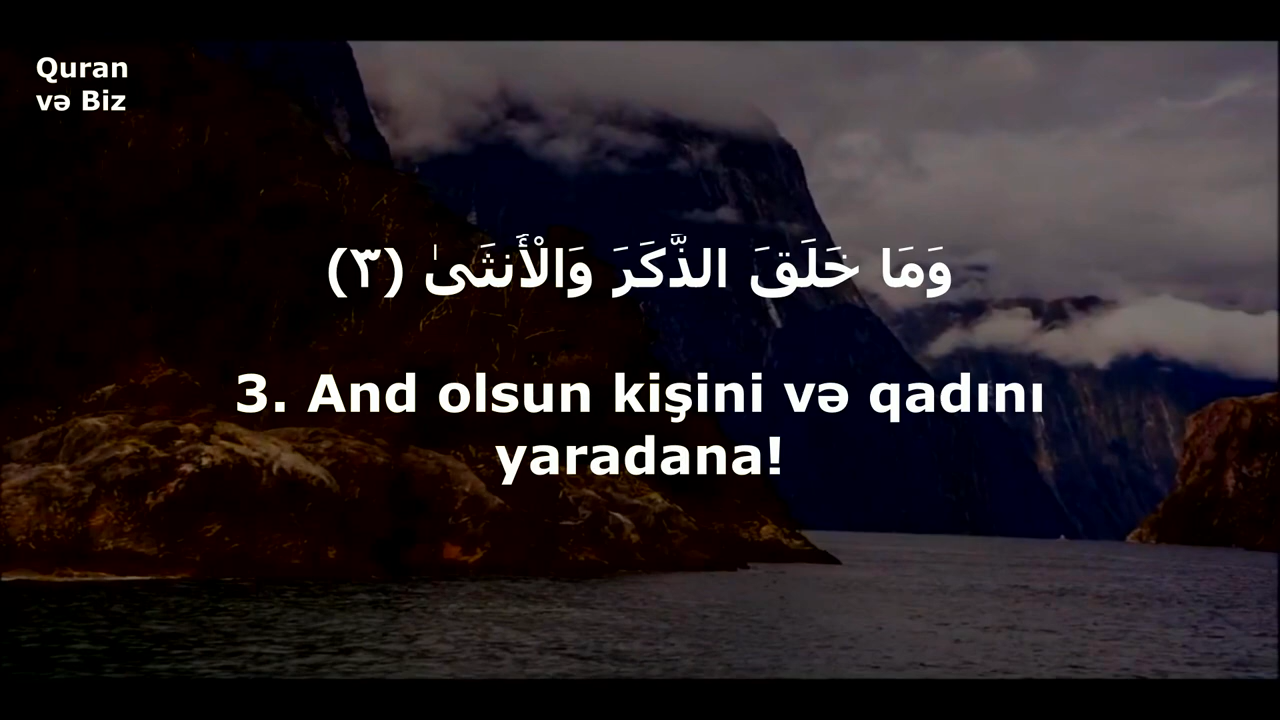 Quran
və Biz
وَمَا خَلَقَ الذَّكَرَ وَالْأُنثَىٰ (٣)
3. And olsun kişini və qadını
yaradana!